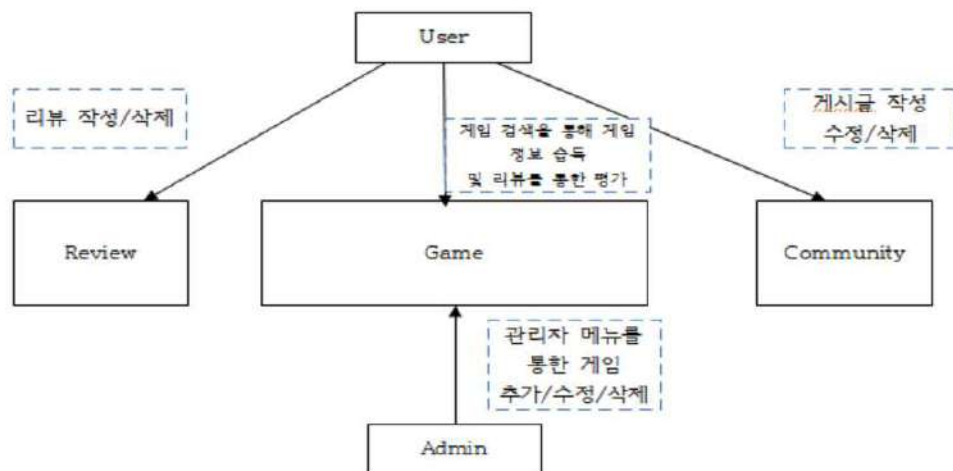 User
리뷰 작성/삭제
게임 검색을 통해 게임
정보 습득
및 리뷰를 통한 평가
게시글 작성
수정/삭제
Review
Game
Community
관리자 메뉴를
통한 게임
추가/수정/삭제
Admin